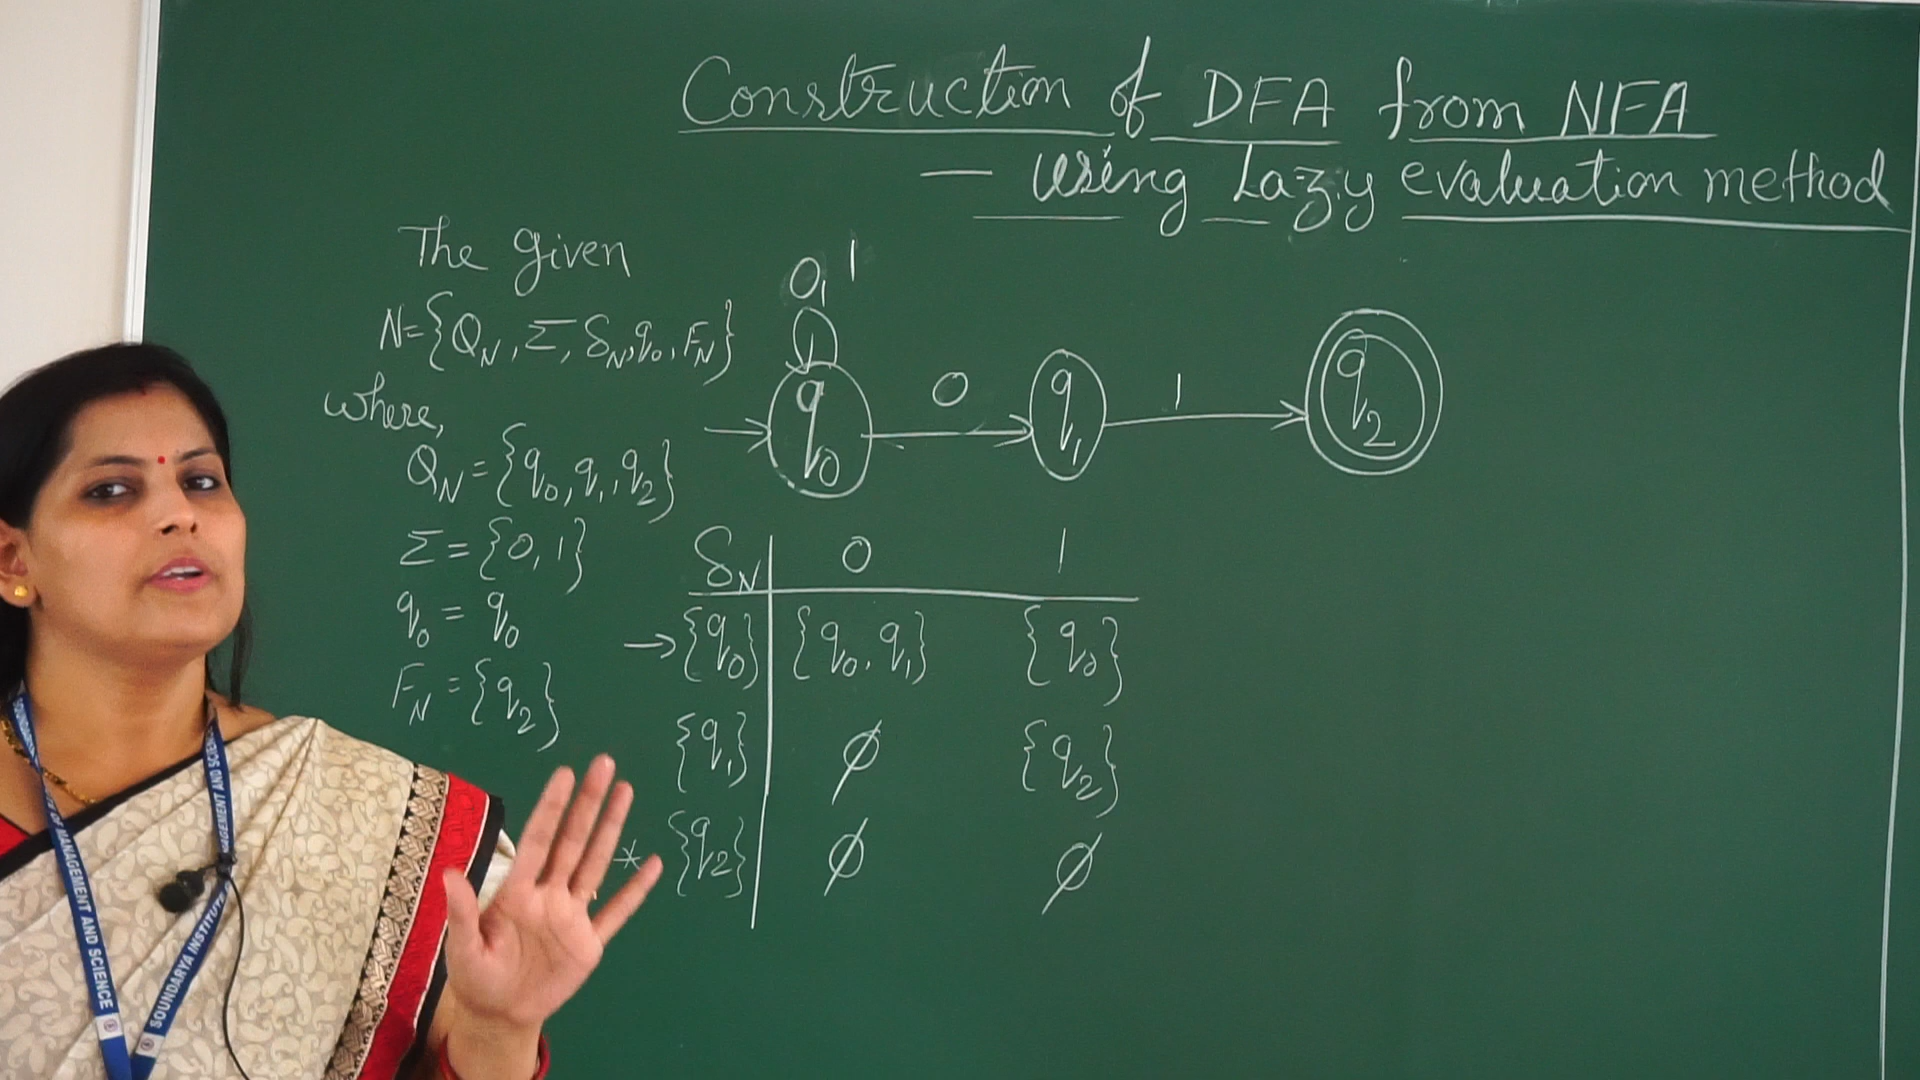 Construction of DFA from NFA
— using Lazy evaluation method
The given
N={Q_N, Σ, δ_N, q_0, F_N}
where,
Q_N = {q_0, q_1, q_2}
Σ = {0, 1}
q_0 = q_0
F_N = {q_2}
0, 1
→ q_0 0 → q_1 1 → q_2
δ_N 0 1
→ {q_0} {q_0, q_1} {q_0}
{q_1} ϕ {q_2}
* {q_2} ϕ ϕ
OF MANAGEMENT AND SCIENCE
SOUNDARYA INSTITUTE